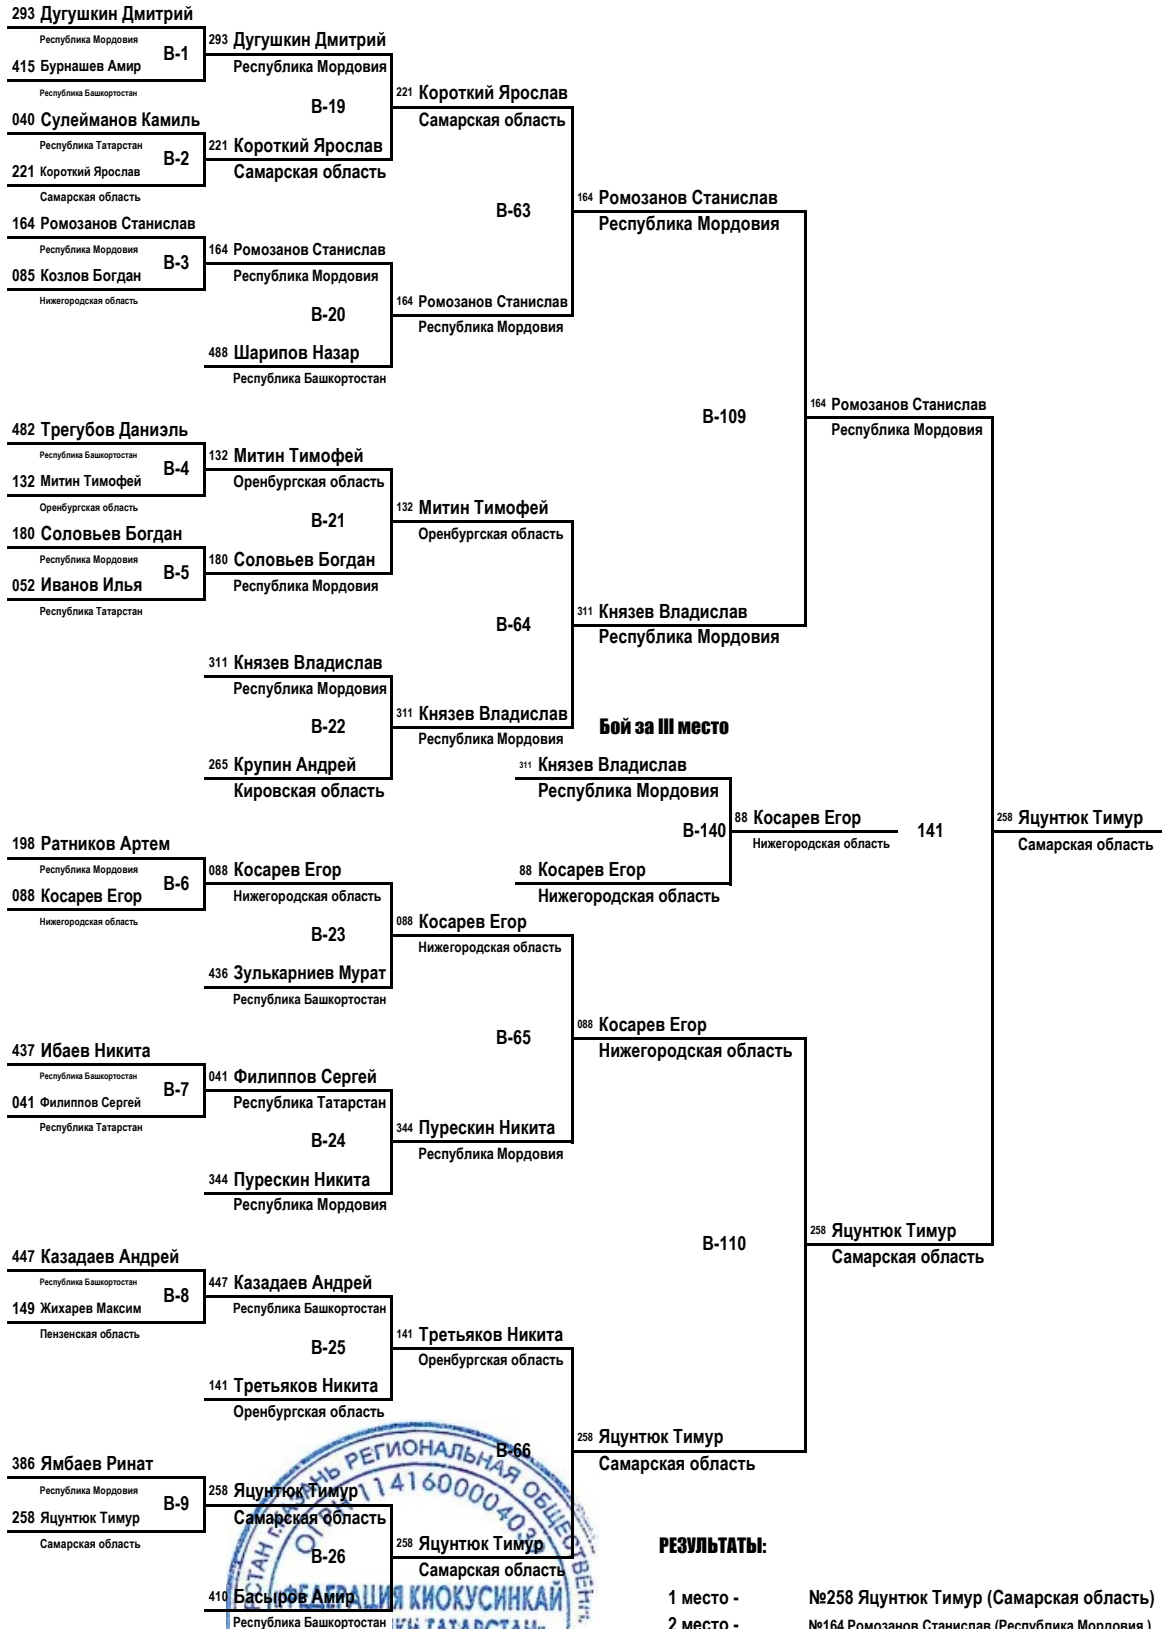 293 Дугушкин Дмитрий
Республика Мордовия
В-1
415 Бурнашев Амир
Республика Башкортостан
040 Сулейманов Камиль
Республика Татарстан
В-2
221 Короткий Ярослав
Самарская область
164 Ромозанов Станислав
Республика Мордовия
В-3
085 Козлов Богдан
Нижегородская область
482 Трегубов Даниэль
Республика Башкортостан
В-4
132 Митин Тимофей
Оренбургская область
180 Соловьев Богдан
Республика Мордовия
В-5
052 Иванов Илья
Республика Татарстан
198 Ратников Артем
Республика Мордовия
В-6
088 Косарев Егор
Нижегородская область
437 Ибаев Никита
Республика Башкортостан
В-7
041 Филиппов Сергей
Республика Татарстан
447 Казадаев Андрей
Республика Башкортостан
В-8
149 Жихарев Максим
Пензенская область
386 Ямбаев Ринат
Республика Мордовия
В-9
258 Яцунтюк Тимур
Самарская область
293 Дугушкин Дмитрий
Республика Мордовия
В-19
221 Короткий Ярослав
Самарская область
164 Ромозанов Станислав
Республика Мордовия
В-20
488 Шарипов Назар
Республика Башкортостан
132 Митин Тимофей
Оренбургская область
В-21
180 Соловьев Богдан
Республика Мордовия
311 Князев Владислав
Республика Мордовия
В-22
265 Крупин Андрей
Кировская область
088 Косарев Егор
Нижегородская область
В-23
436 Зулькарниев Мурат
Республика Башкортостан
041 Филиппов Сергей
Республика Татарстан
В-24
344 Пурескин Никита
Республика Мордовия
447 Казадаев Андрей
Республика Башкортостан
В-25
141 Третьяков Никита
Оренбургская область
258 Яцунтюк Тимур
Самарская область
В-26
410 Басыров Амир
Республика Башкортостан
221 Короткий Ярослав
Самарская область
В-63
164 Ромозанов Станислав
Республика Мордовия
132 Митин Тимофей
Оренбургская область
В-64
311 Князев Владислав
Республика Мордовия
088 Косарев Егор
Нижегородская область
В-65
344 Пурескин Никита
Республика Мордовия
141 Третьяков Никита
Оренбургская область
В-66
258 Яцунтюк Тимур
Самарская область
164 Ромозанов Станислав
Республика Мордовия
В-109
311 Князев Владислав
Республика Мордовия
Бой за III место
311 Князев Владислав
Республика Мордовия
В-140
88 Косарев Егор
Нижегородская область
88 Косарев Егор
Нижегородская область
088 Косарев Егор
Нижегородская область
В-110
258 Яцунтюк Тимур
Самарская область
164 Ромозанов Станислав
Республика Мордовия
141
258 Яцунтюк Тимур
Самарская область
258 Яцунтюк Тимур
Самарская область
РЕГИОНАЛЬНАЯ
ФЕДЕРАЦИЯ КИОКУСИНКАЙ
РЕЗУЛЬТАТЫ:
1 место - №258 Яцунтюк Тимур (Самарская область)
2 место - №164 Ромозанов Станислав (Республика Мордовия )